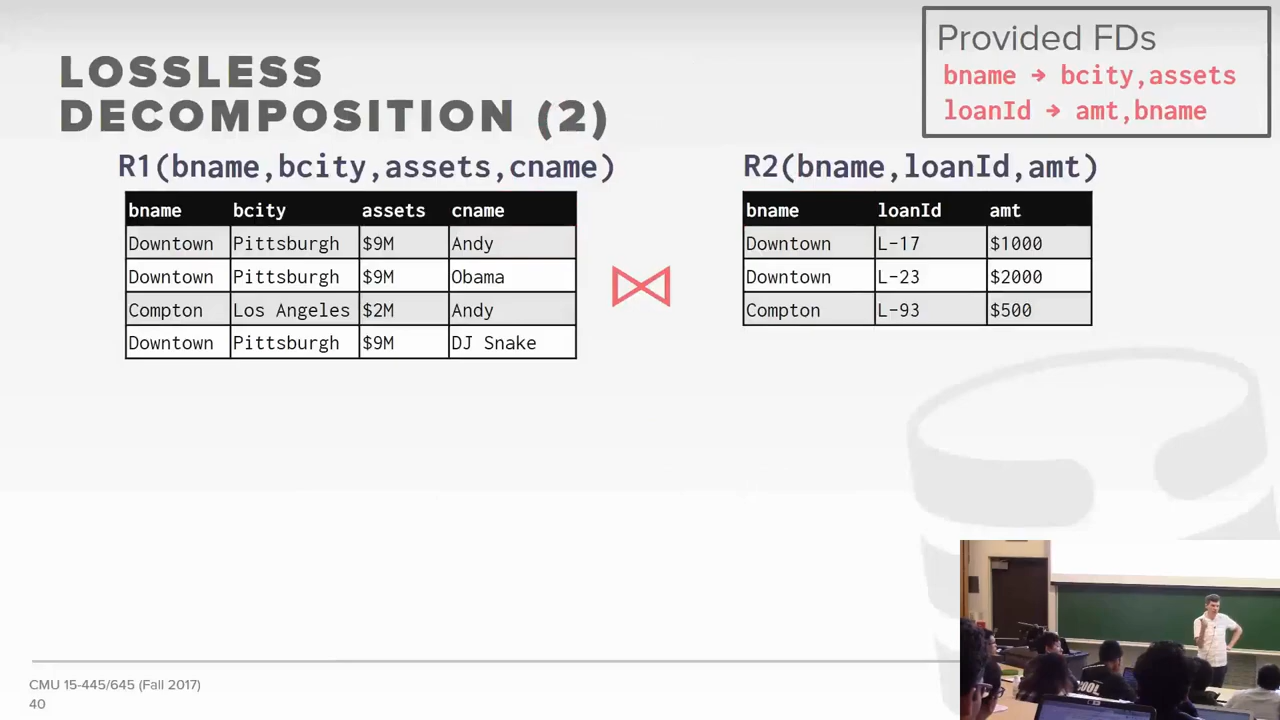 Provided FDs
bname → bcity,assets
loanId → amt,bname
LOSSLESS
DECOMPOSITION (2)
R1(bname,bcity,assets,cname)
bname bcity assets cname
Downtown Pittsburgh $9M Andy
Downtown Pittsburgh $9M Obama
Compton Los Angeles $2M Andy
Downtown Pittsburgh $9M DJ Snake
⋈
R2(bname,loanId,amt)
bname loanId amt
Downtown L-17 $1000
Downtown L-23 $2000
Compton L-93 $500
CMU 15-445/645 (Fall 2017)
40